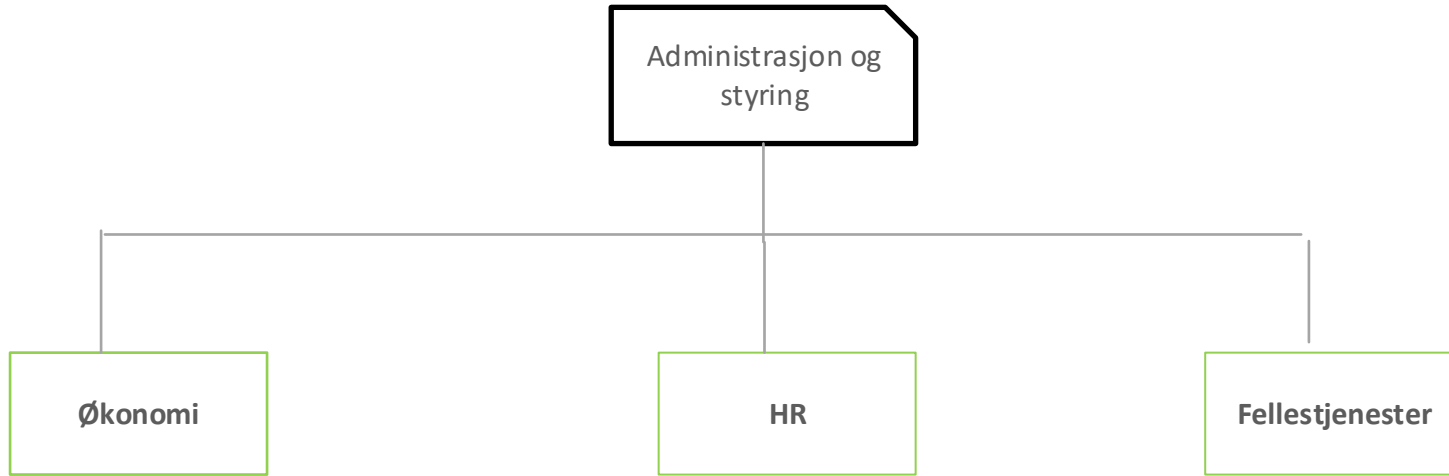 Administrasjon og
styring
Økonomi
HR
Fellestjenester